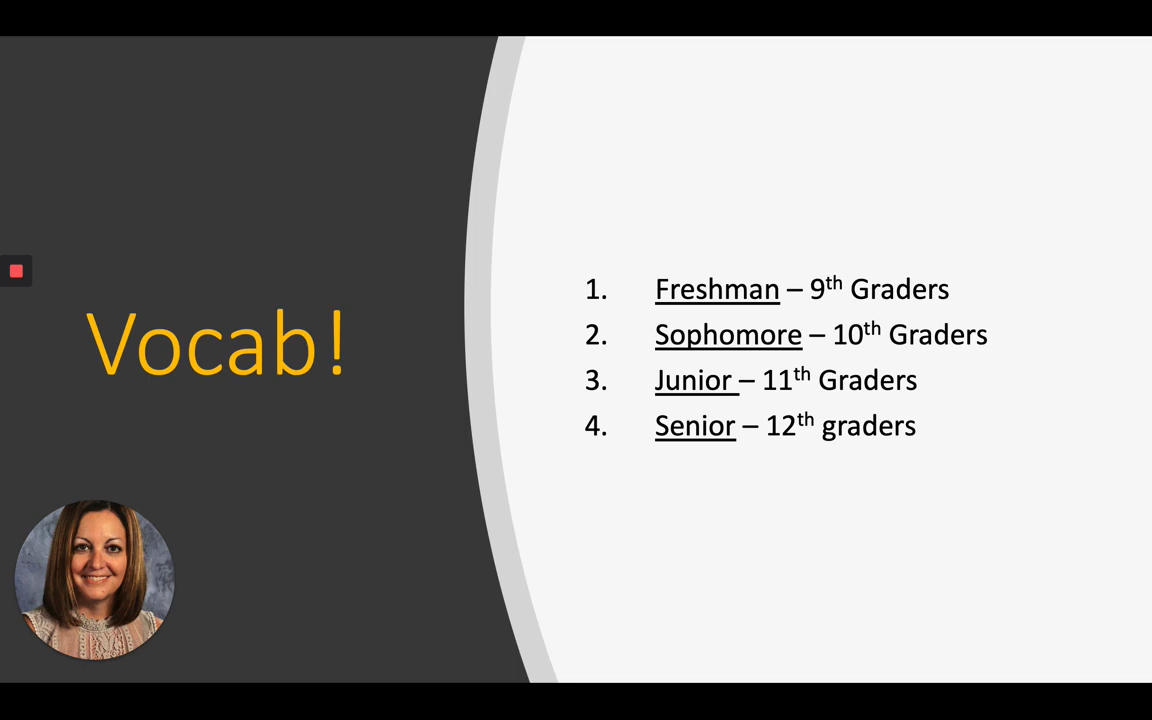 Vocab!
1. Freshman – 9th Graders
2. Sophomore – 10th Graders
3. Junior – 11th Graders
4. Senior – 12th graders